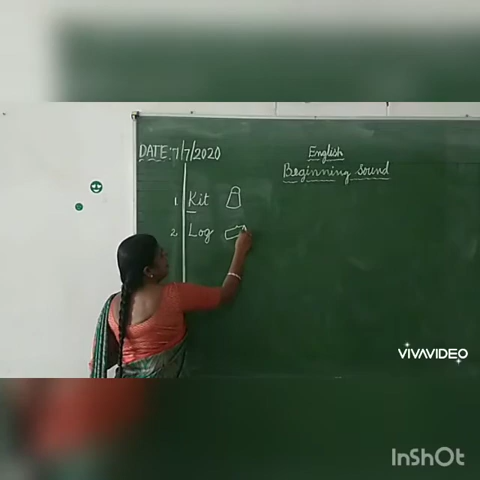 DATE: 7/7/2020
English
Beginning Sound
1. Kit
2. Log
VIVAVIDEO
InShOt